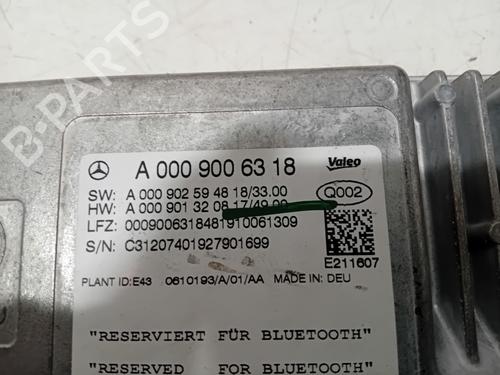 B-PARTS
A 000 900 63 18
Valeo
SW: A 000 902 59 48 18/33.00
Q002
HW: A 000 901 32 08 17/49.00
LFZ: 0009006318481910061309
S/N: C31207401927901699
E211607
PLANT ID:E43 0610193/A/01/AA MADE IN: DEU
"RESERVIERT FÜR BLUETOOTH"
"RESERVED FOR BLUETOOTH"